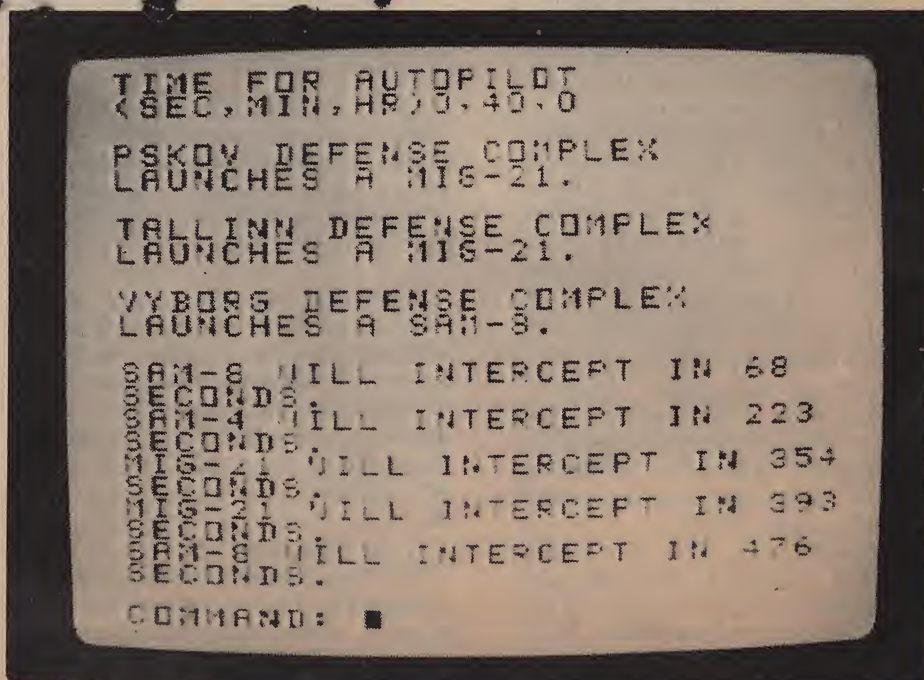 TIME FOR AUTOPILOT
<SEC,MIN,HR>0,40,0
PSKOV DEFENSE COMPLEX
LAUNCHES A MIG-21.
TALLINN DEFENSE COMPLEX
LAUNCHES A MIG-21.
VYBORG DEFENSE COMPLEX
LAUNCHES A SAM-8.
SAM-8 WILL INTERCEPT IN 68
SECONDS.
SAM-4 WILL INTERCEPT IN 223
SECONDS.
MIG-21 WILL INTERCEPT IN 354
SECONDS.
MIG-21 WILL INTERCEPT IN 393
SECONDS.
SAM-8 WILL INTERCEPT IN 476
SECONDS.
COMMAND: